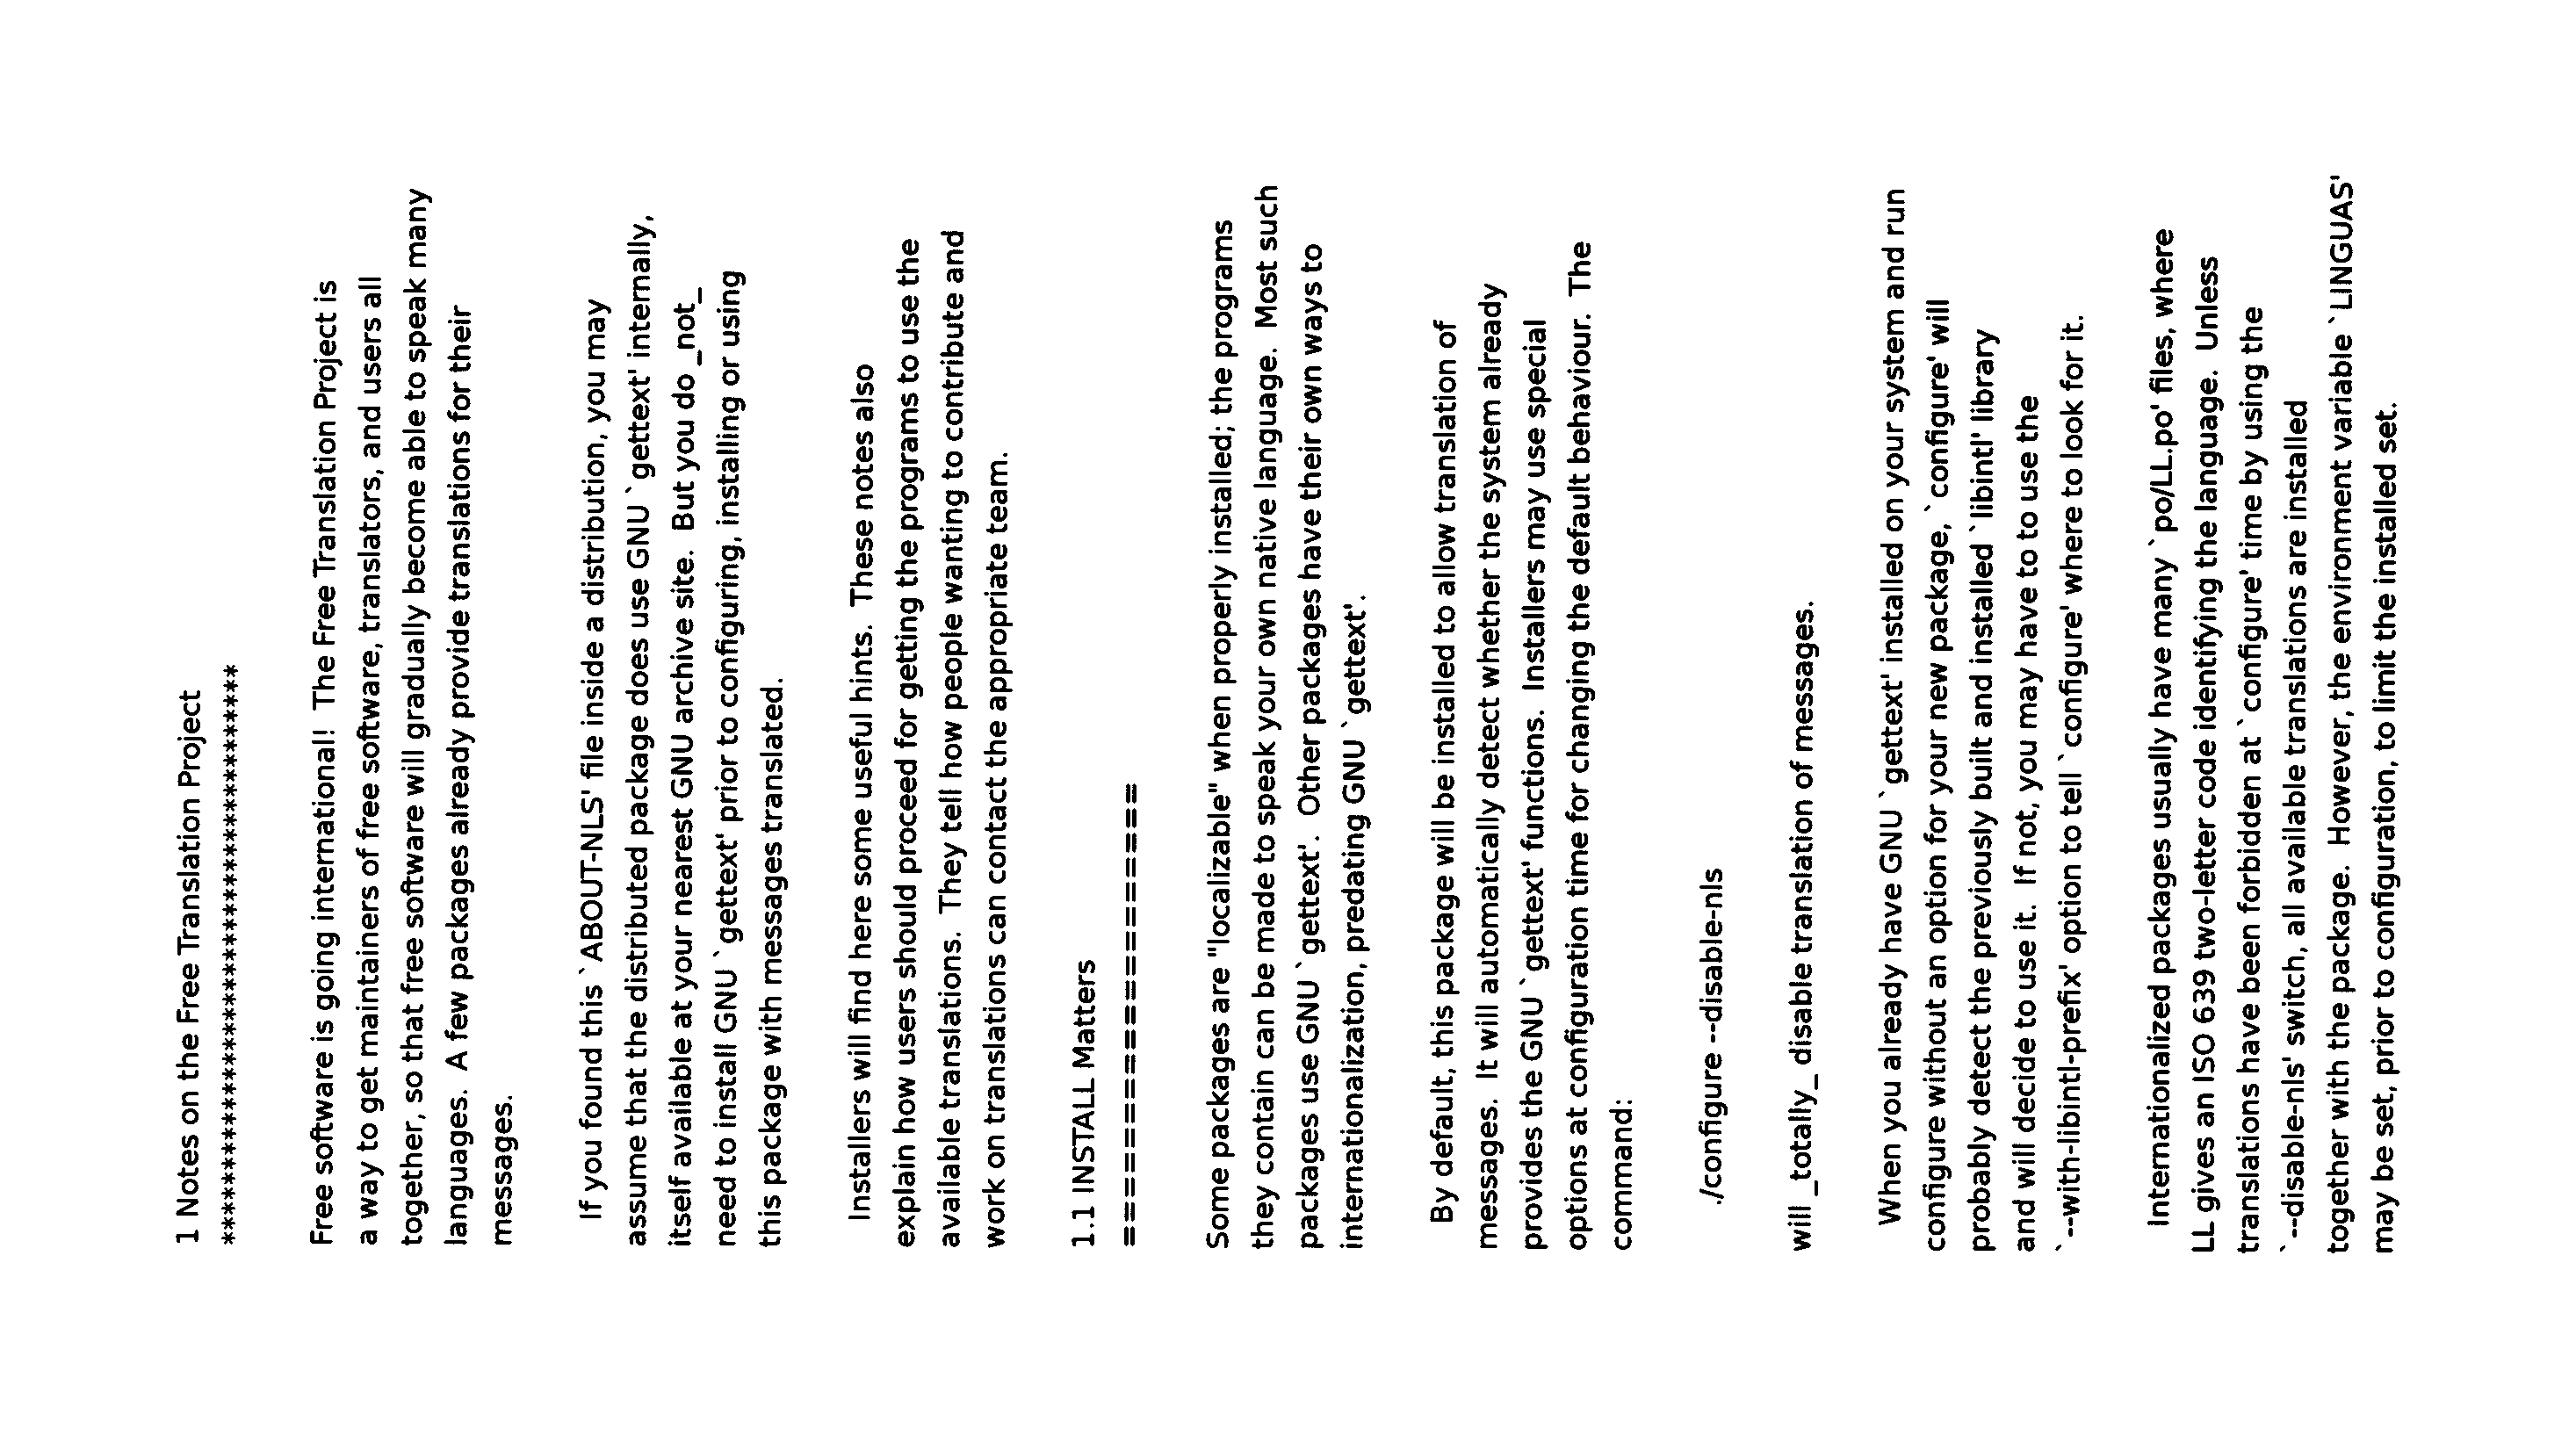 1 Notes on the Free Translation Project
***************************************
Free software is going international!  The Free Translation Project is
a way to get maintainers of free software, translators, and users all
together, so that free software will gradually become able to speak many
languages.  A few packages already provide translations for their
messages.
If you found this `ABOUT-NLS' file inside a distribution, you may
assume that the distributed package does use GNU `gettext' internally,
itself available at your nearest GNU archive site.  But you do _not_
need to install GNU `gettext' prior to configuring, installing or using
this package with messages translated.
Installers will find here some useful hints.  These notes also
explain how users should proceed for getting the programs to use the
available translations.  They tell how people wanting to contribute and
work on translations can contact the appropriate team.
1.1 INSTALL Matters
===================
Some packages are "localizable" when properly installed; the programs
they contain can be made to speak your own native language.  Most such
packages use GNU `gettext'.  Other packages have their own ways to
internationalization, predating GNU `gettext'.
By default, this package will be installed to allow translation of
messages.  It will automatically detect whether the system already
provides the GNU `gettext' functions.  Installers may use special
options at configuration time for changing the default behaviour.  The
command:
./configure --disable-nls
will _totally_ disable translation of messages.
When you already have GNU `gettext' installed on your system and run
configure without an option for your new package, `configure' will
probably detect the previously built and installed `libintl' library
and will decide to use it.  If not, you may have to to use the
`--with-libintl-prefix' option to tell `configure' where to look for it.
Internationalized packages usually have many `po/LL.po' files, where
LL gives an ISO 639 two-letter code identifying the language.  Unless
translations have been forbidden at `configure' time by using the
`--disable-nls' switch, all available translations are installed
together with the package.  However, the environment variable `LINGUAS'
may be set, prior to configuration, to limit the installed set.